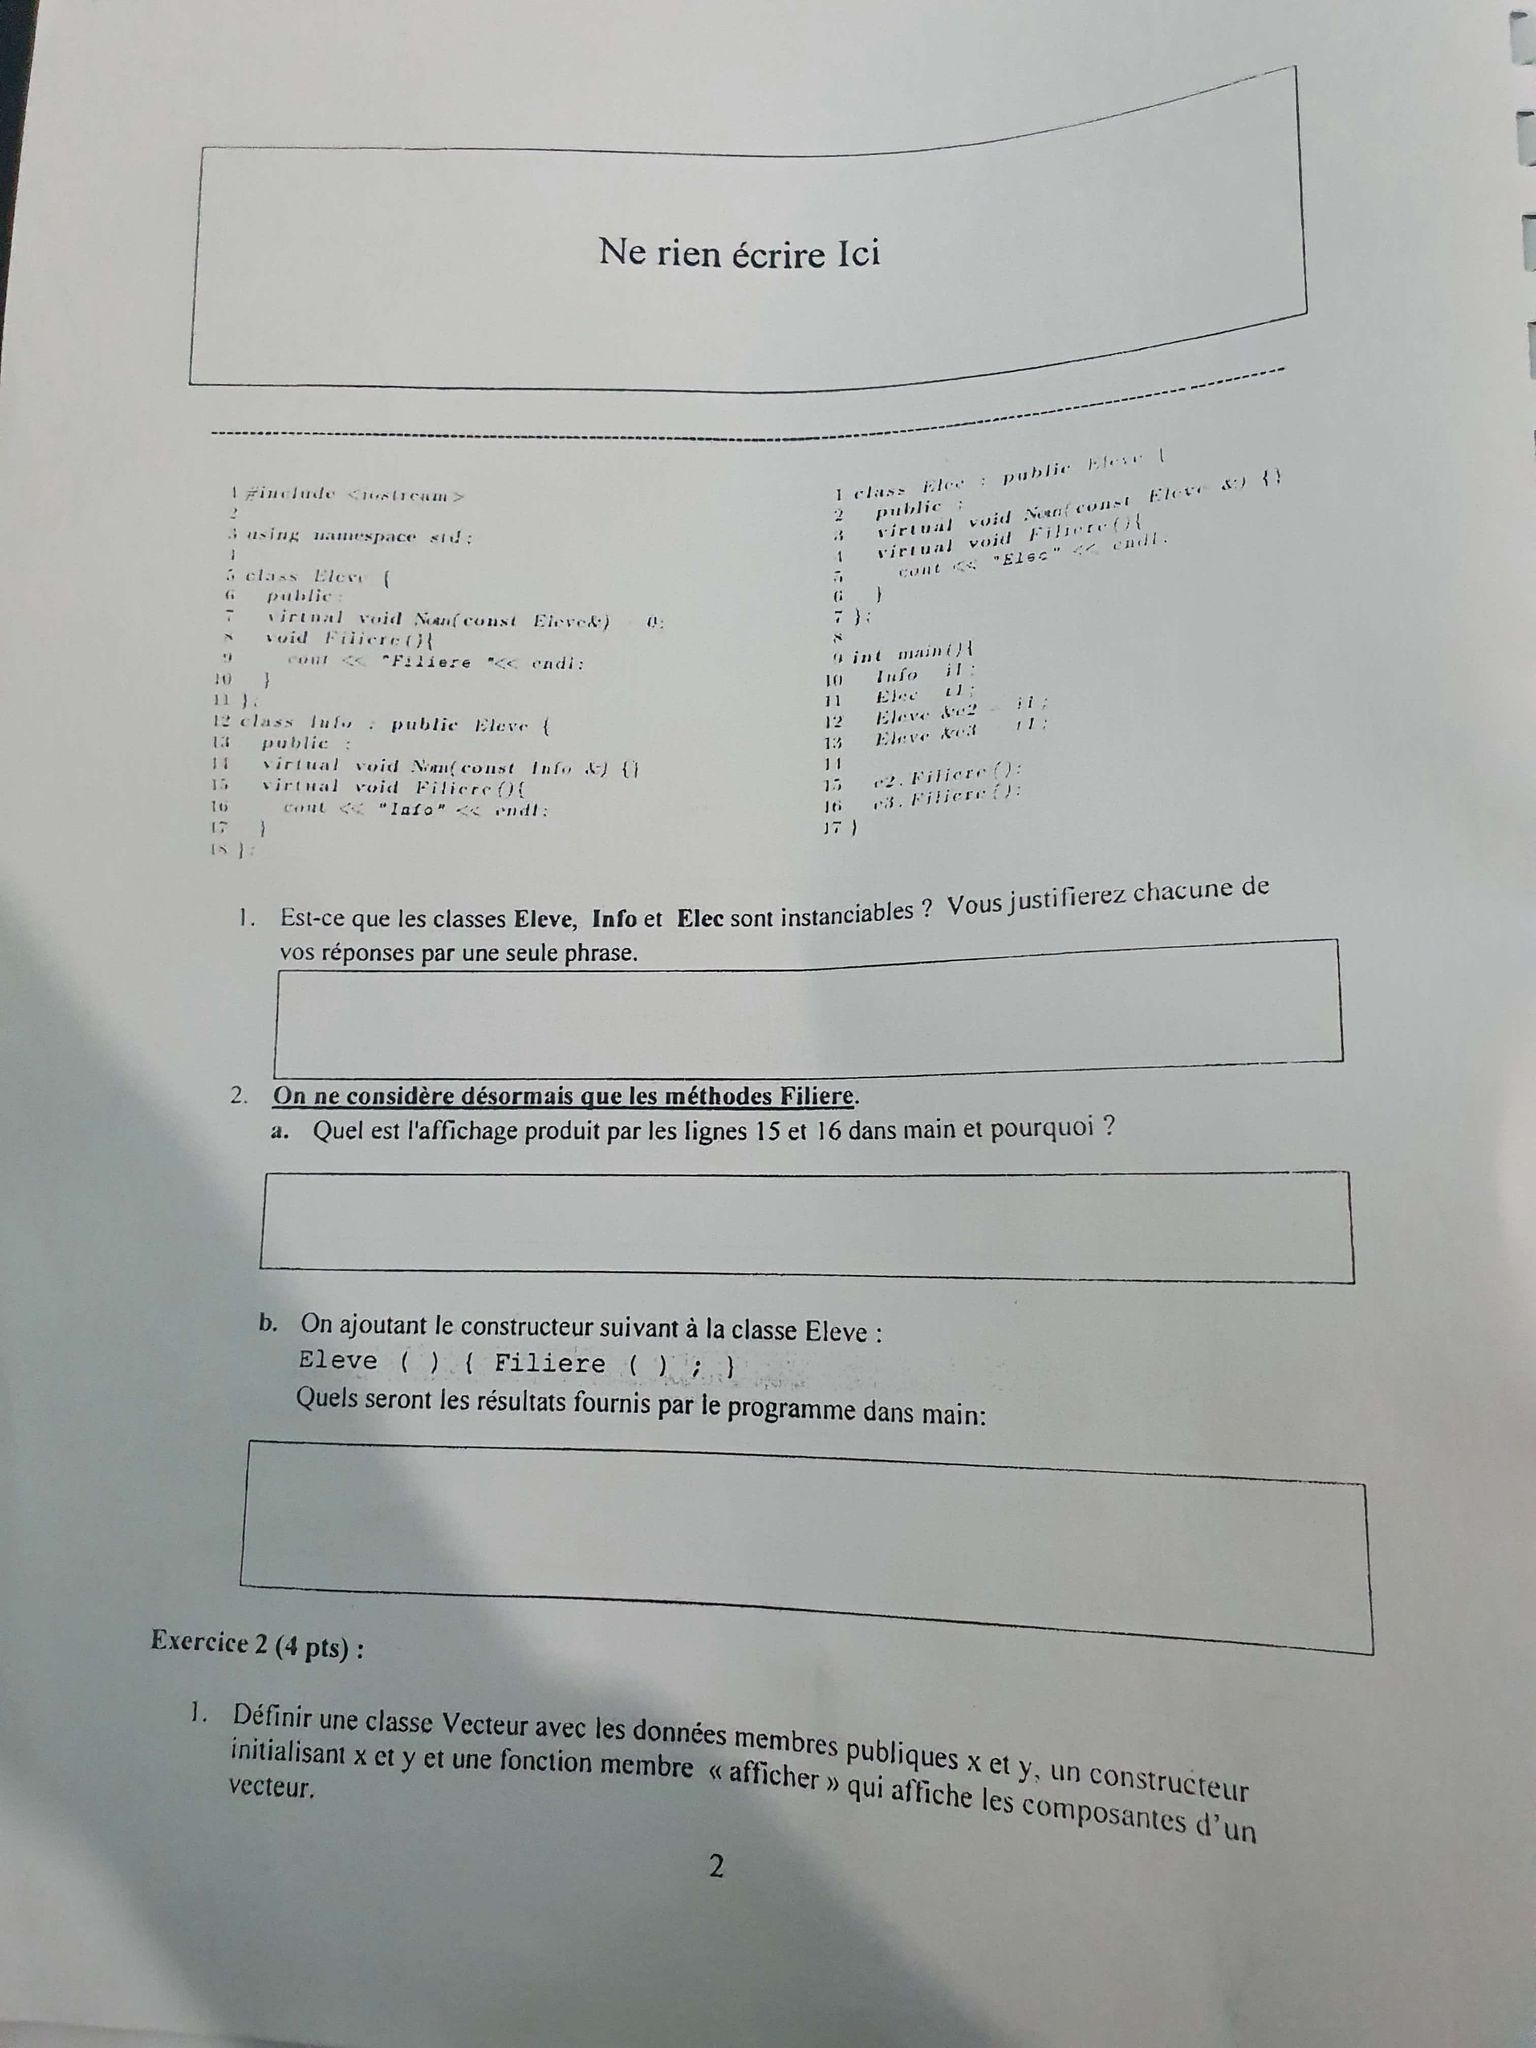 Ne rien écrire Ici
1 #include <iostream>
2
3 using namespace std;
4
5 class Eleve {
6 public:
7 virtual void Nom(const Eleve&) = 0;
8 void Filiere(){
9 cout << "Filiere "<< endl;
10 }
11 };
12 class Info : public Eleve {
13 public :
14 virtual void Nom(const Info &) {}
15 virtual void Filiere(){
16 cout << "Info" << endl;
17 }
18 };
1 class Elec : public Eleve {
2 public :
3 virtual void Nom(const Eleve &) {}
4 virtual void Filiere(){
5 cout << "Elec" << endl.
6 }
7 };
8
9 int main(){
10 Info i1;
11 Elec t1;
12 Eleve &e2 = i1;
13 Eleve &e3 = t1;
14
15 e2.Filiere();
16 e3.Filiere();
17 }
1. Est-ce que les classes Eleve, Info et Elec sont instanciables ? Vous justifierez chacune de
vos réponses par une seule phrase.
2. On ne considère désormais que les méthodes Filiere.
a. Quel est l'affichage produit par les lignes 15 et 16 dans main et pourquoi ?
b. On ajoutant le constructeur suivant à la classe Eleve :
Eleve ( ) { Filiere ( ) ; }
Quels seront les résultats fournis par le programme dans main:
Exercice 2 (4 pts) :
1. Définir une classe Vecteur avec les données membres publiques x et y, un constructeur
initialisant x et y et une fonction membre « afficher » qui affiche les composantes d'un
vecteur.
2